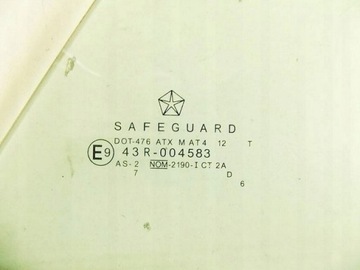 SAFEGUARD
DOT-476 ATX M AT4 12 T
E9 43R-004583
AS-2 NOM-2190-I CT 2A
7 D
6